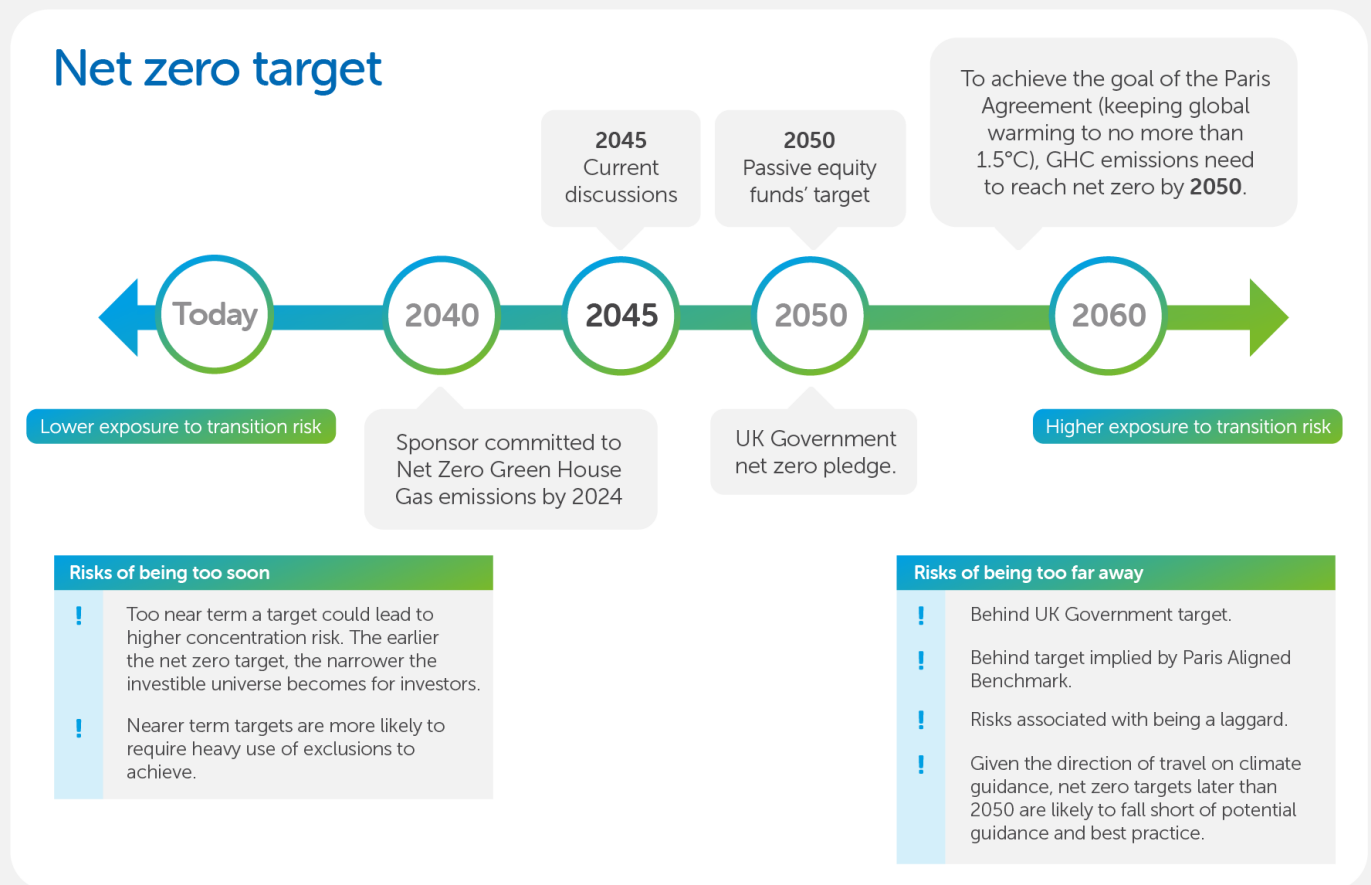 Net zero target
To achieve the goal of the Paris
Agreement (keeping global
warming to no more than
1.5°C), GHC emissions need
to reach net zero by 2050.
2045
Current
discussions
2050
Passive equity
funds’ target
Today
2040
2045
2050
2060
Lower exposure to transition risk
Higher exposure to transition risk
Sponsor committed to
Net Zero Green House
Gas emissions by 2024
UK Government
net zero pledge.
Risks of being too soon
!
Too near term a target could lead to
higher concentration risk. The earlier
the net zero target, the narrower the
investible universe becomes for investors.
!
Nearer term targets are more likely to
require heavy use of exclusions to
achieve.
Risks of being too far away
!
Behind UK Government target.
!
Behind target implied by Paris Aligned
Benchmark.
!
Risks associated with being a laggard.
!
Given the direction of travel on climate
guidance, net zero targets later than
2050 are likely to fall short of potential
guidance and best practice.